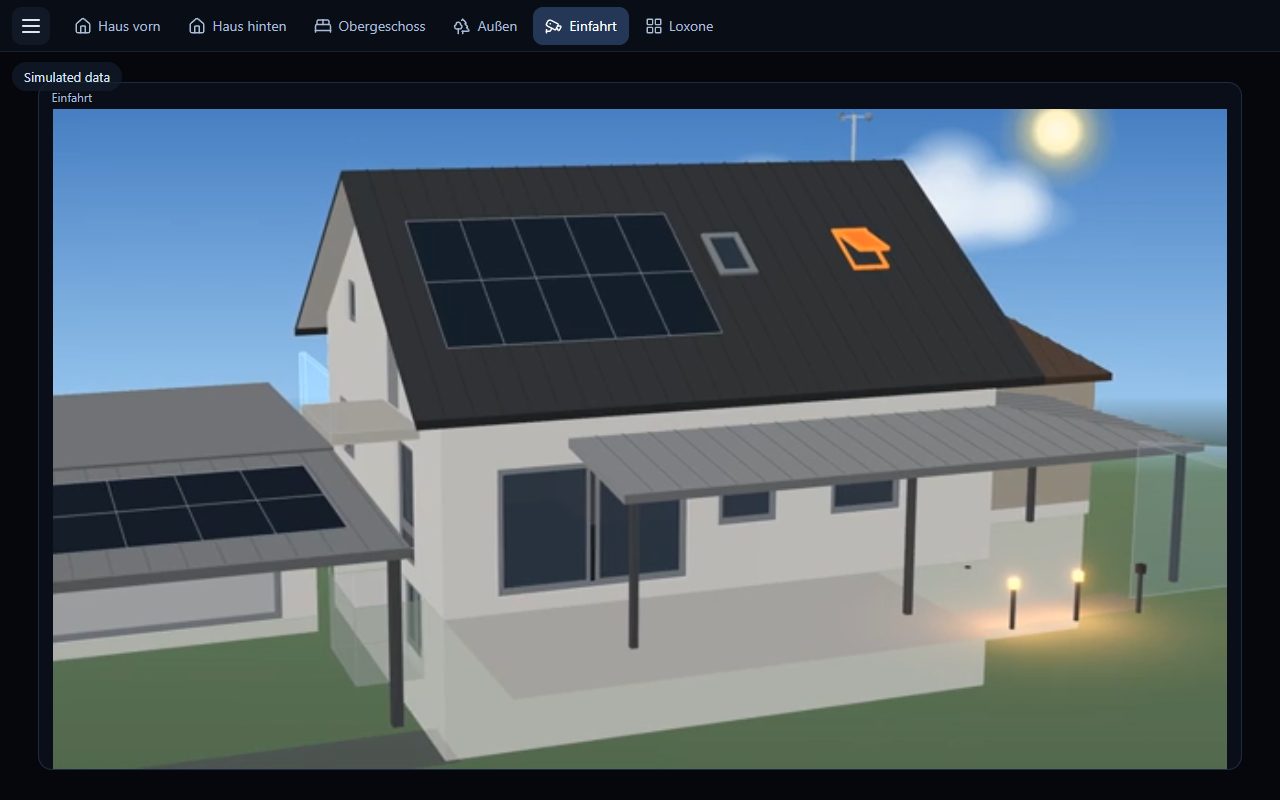 Haus vorn
Haus hinten
Obergeschoss
Außen
Einfahrt
Loxone
Simulated data
Einfahrt